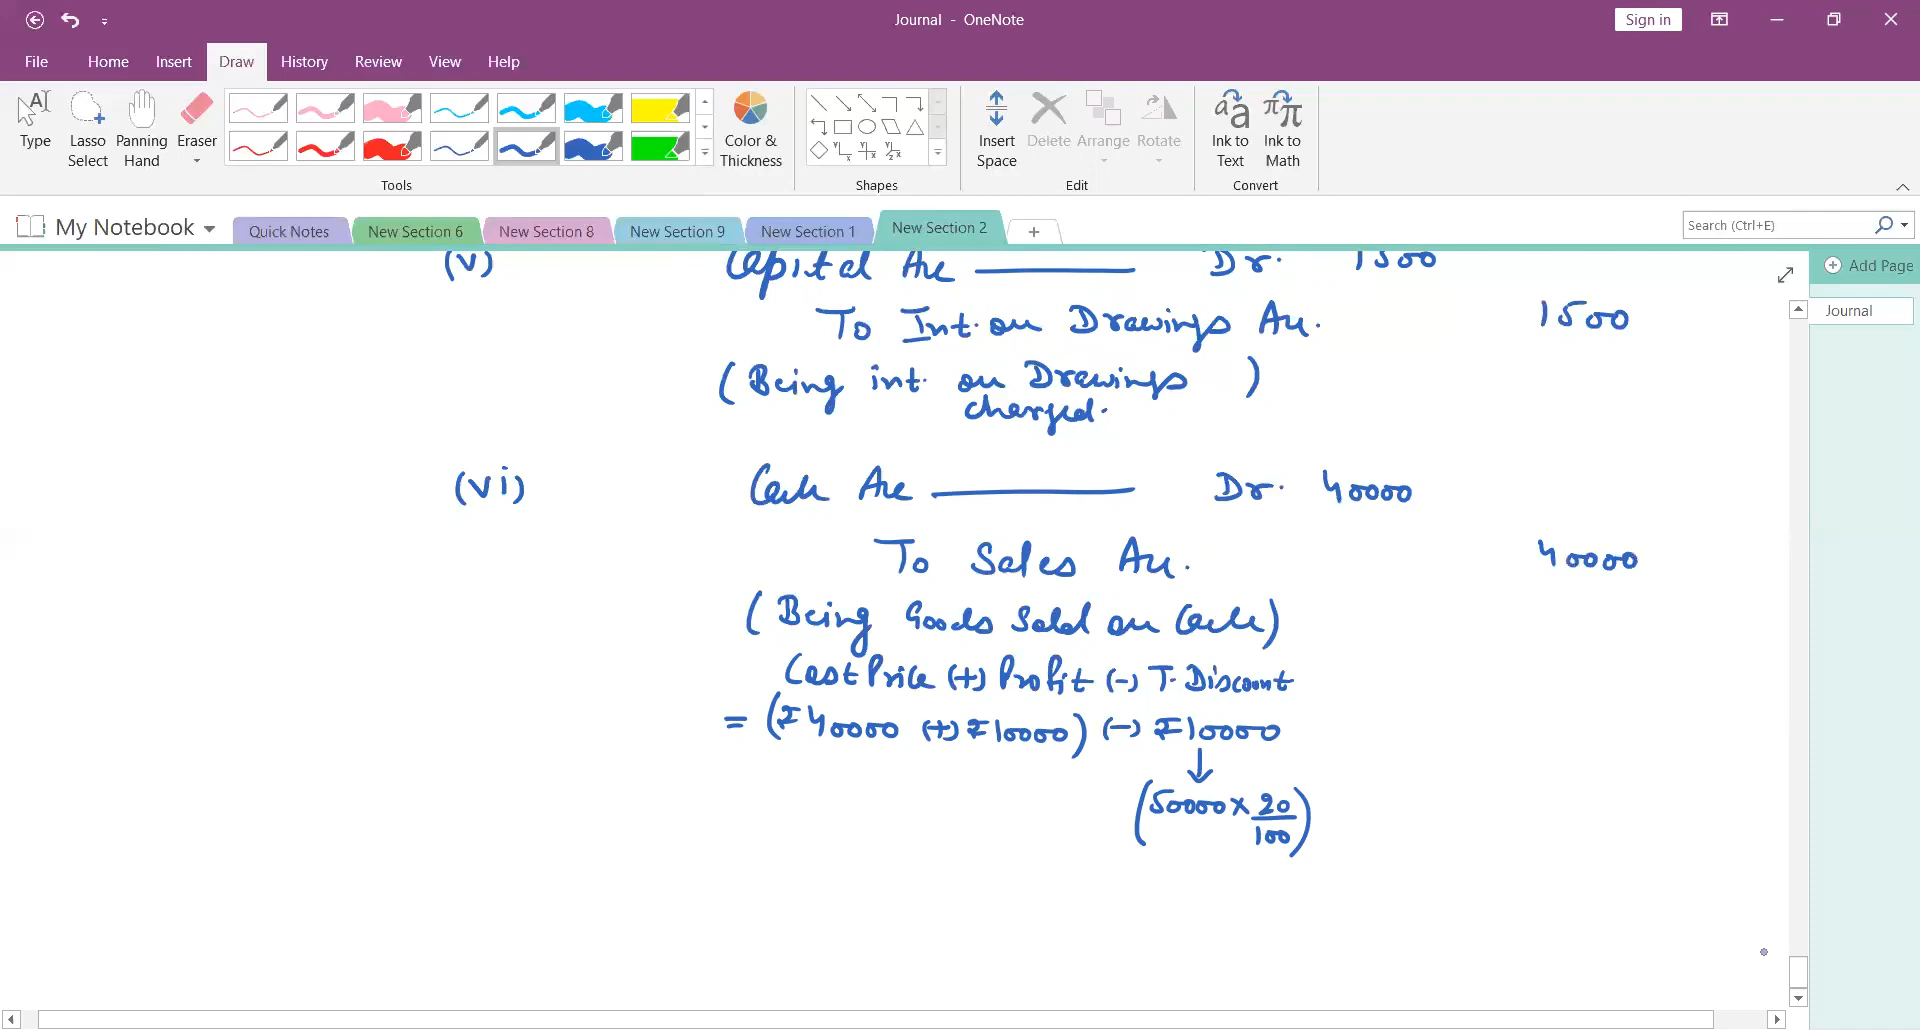 Journal - OneNote
Sign in
File Home Insert Draw History Review View Help
Type
Lasso Select
Panning Hand
Eraser
Color & Thickness
Insert Space
Delete
Arrange
Rotate
Ink to Text
Ink to Math
Tools
Shapes
Edit
Convert
My Notebook
Quick Notes
New Section 6
New Section 8
New Section 9
New Section 1
New Section 2
+
Search (Ctrl+E)
Add Page
Journal
(v) Capital A/c Dr. 1500
To Int. on Drawings A/c. 1500
(Being int. on Drawings )
charged.
(vi) Cash A/c Dr. 40000
To Sales A/c. 40000
(Being Goods Sold on Cash)
Cost Price (+) Profit (-) T. Discount
= (₹40000 (+) ₹10000) (-) ₹10000
↓
(50000 × 20/100)